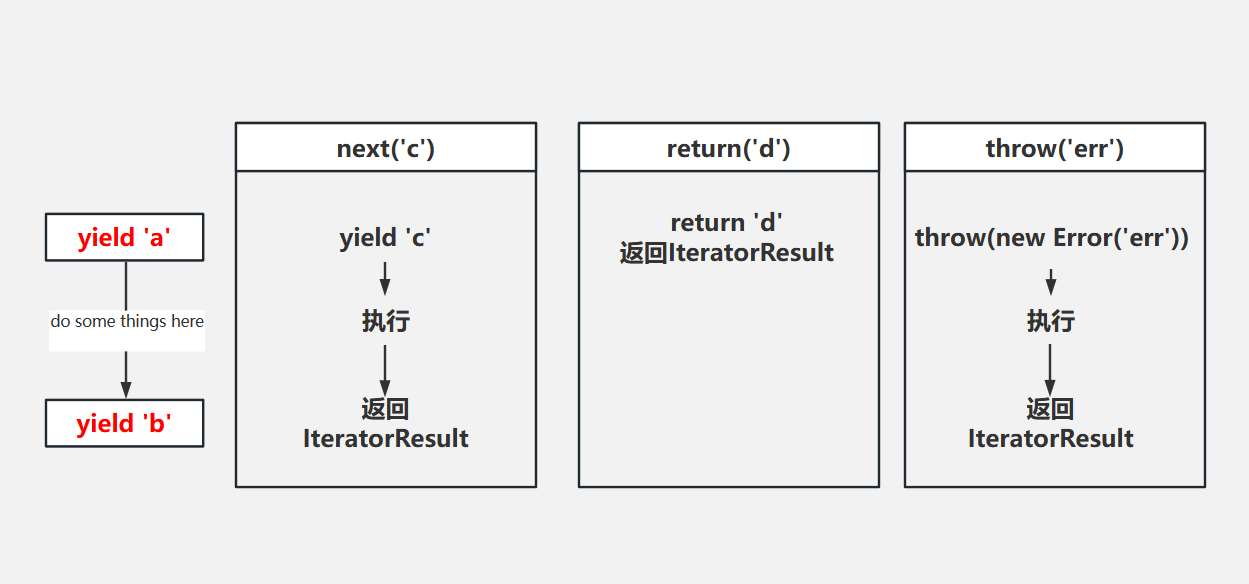 next('c')
return('d')
throw('err')
yield 'a'
do some things here
yield 'b'
yield 'c'
执行
返回
IteratorResult
return 'd'
返回IteratorResult
throw(new Error('err'))
执行
返回
IteratorResult